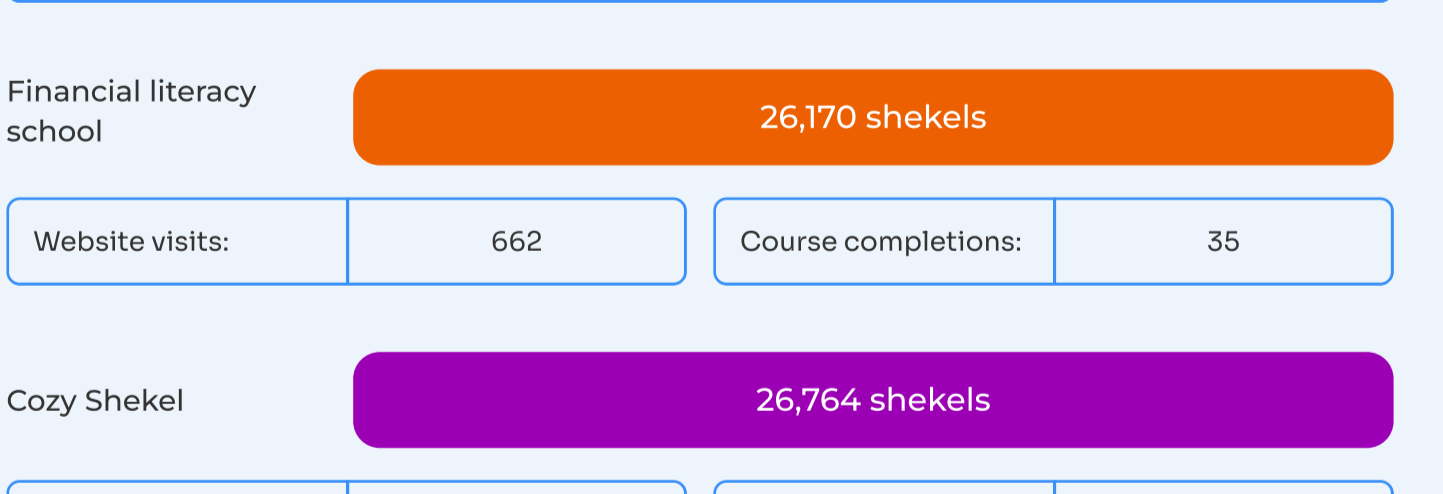 Financial literacy
school
26,170 shekels
Website visits:
662
Course completions:
35
Cozy Shekel
26,764 shekels